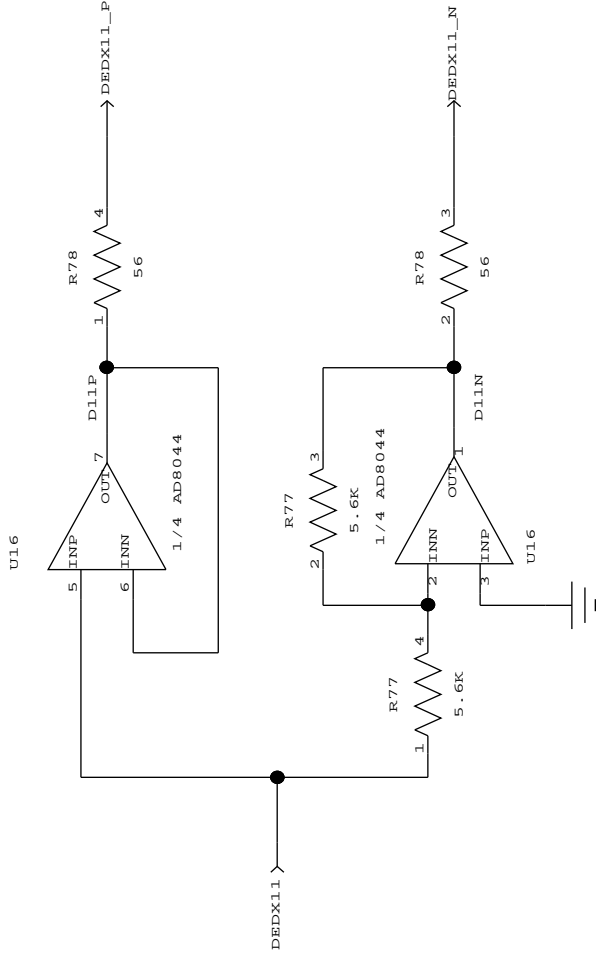 DEDX11_P
DEDX11_N
4
R78
56
1
3
R78
56
2
D11P
D11N
7
OUT
1/4 AD8044
U16
INP
INN
5
6
3
R77
5.6K
2
1/4 AD8044
1
OUT
INN
INP
U16
2
3
4
R77
5.6K
1
DEDX11